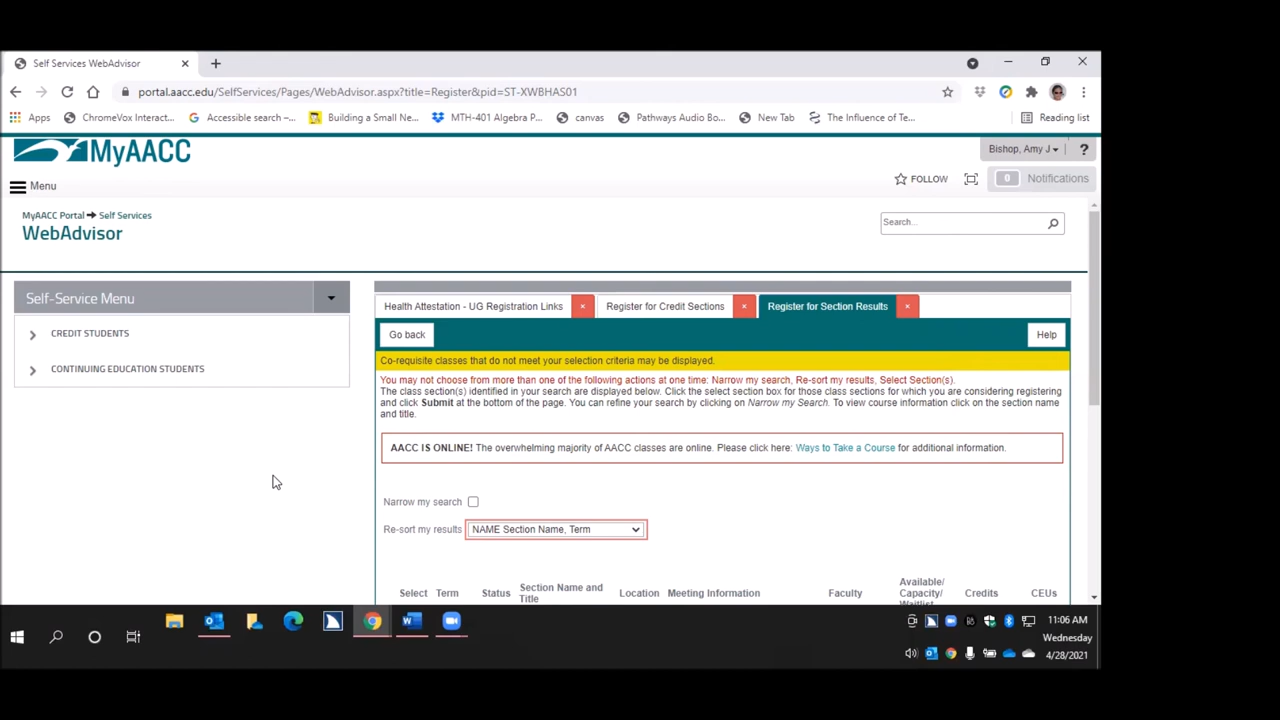 Self Services WebAdvisor
portal.aacc.edu/SelfServices/Pages/WebAdvisor.aspx?title=Register&pid=ST-XWBHAS01
Apps ChromeVox Interact... Accessible search –... Building a Small Ne... MTH-401 Algebra P... canvas Pathways Audio Bo... New Tab The Influence of Te... Reading list
MyAACC
Bishop, Amy J ?
Menu
FOLLOW 0 Notifications
MyAACC Portal Self Services
WebAdvisor
Search...
Self-Service Menu
CREDIT STUDENTS
CONTINUING EDUCATION STUDENTS
Health Attestation - UG Registration Links × Register for Credit Sections × Register for Section Results ×
Go back Help
Co-requisite classes that do not meet your selection criteria may be displayed.
You may not choose from more than one of the following actions at one time: Narrow my search, Re-sort my results, Select Section(s).
The class section(s) identified in your search are displayed below. Click the select section box for those class sections for which you are considering registering
and click Submit at the bottom of the page. You can refine your search by clicking on Narrow my Search. To view course information click on the section name
and title.
AACC IS ONLINE! The overwhelming majority of AACC classes are online. Please click here: Ways to Take a Course for additional information.
Narrow my search
Re-sort my results NAME Section Name, Term
Select Term Status Section Name and Title Location Meeting Information Faculty Available/ Capacity/ Waitlist Credits CEUs
11:06 AM
Wednesday
4/28/2021